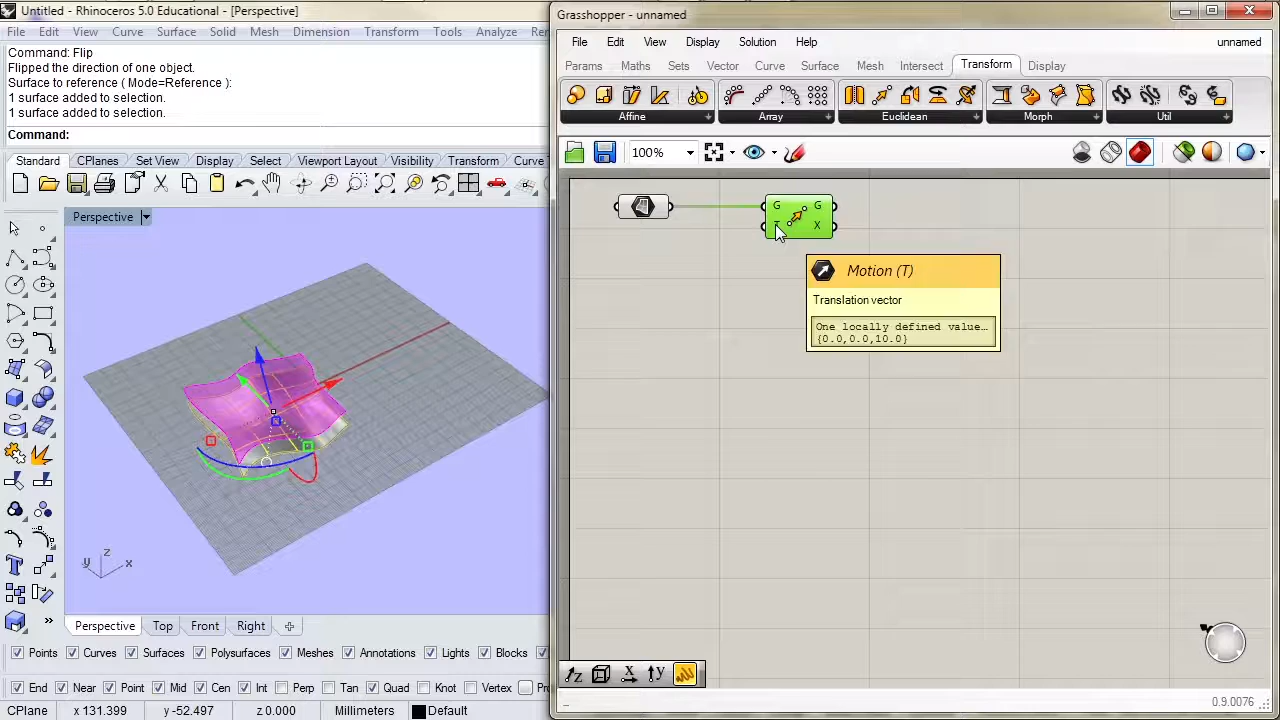 Untitled - Rhinoceros 5.0 Educational - [Perspective]
File Edit View Curve Surface Solid Mesh Dimension Transform Tools Analyze
Command: Flip
Flipped the direction of one object.
Surface to reference ( Mode=Reference ):
1 surface added to selection.
1 surface added to selection.
Command:
Standard CPlanes Set View Display Select Viewport Layout Visibility Transform
Perspective
z
y x
Perspective Top Front Right
Points Curves Surfaces Polysurfaces Meshes Annotations Lights Blocks
End Near Point Mid Cen Int Perp Tan Quad Knot Vertex
CPlane x 131.399 y -52.497 z 0.000 Millimeters Default
Grasshopper - unnamed
File Edit View Display Solution Help unnamed
Params Maths Sets Vector Curve Surface Mesh Intersect Transform Display
Affine Array Euclidean Morph Util
100%
G G
T X
Motion (T)
Translation vector
One locally defined value…
{0.0,0.0,10.0}
0.9.0076